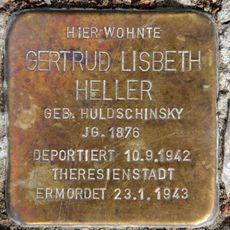 HIER WOHNTE
GERTRUD LISBETH
HELLER
GEB. HULDSCHINSKY
JG. 1876
DEPORTIERT 10.9.1942
THERESIENSTADT
ERMORDET 23.1.1943